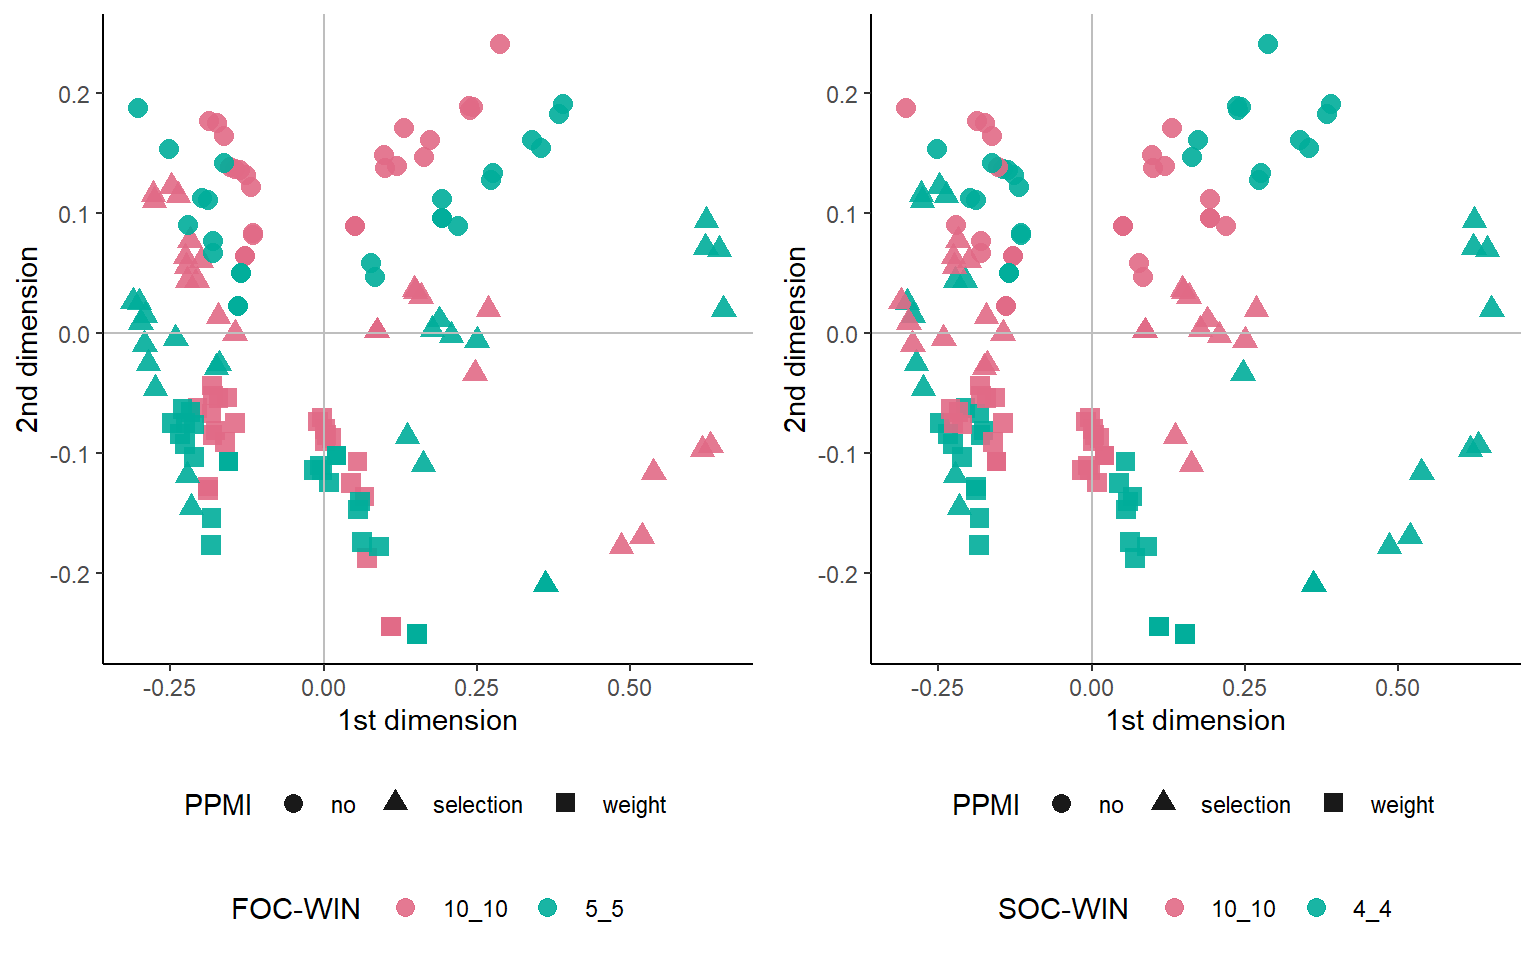 0.2
0.1
0.0
-0.1
-0.2
2nd dimension
-0.25 0.00 0.25 0.50
1st dimension
PPMI no selection weight
FOC-WIN 10_10 5_5
0.2
0.1
0.0
-0.1
-0.2
2nd dimension
-0.25 0.00 0.25 0.50
1st dimension
PPMI no selection weight
SOC-WIN 10_10 4_4